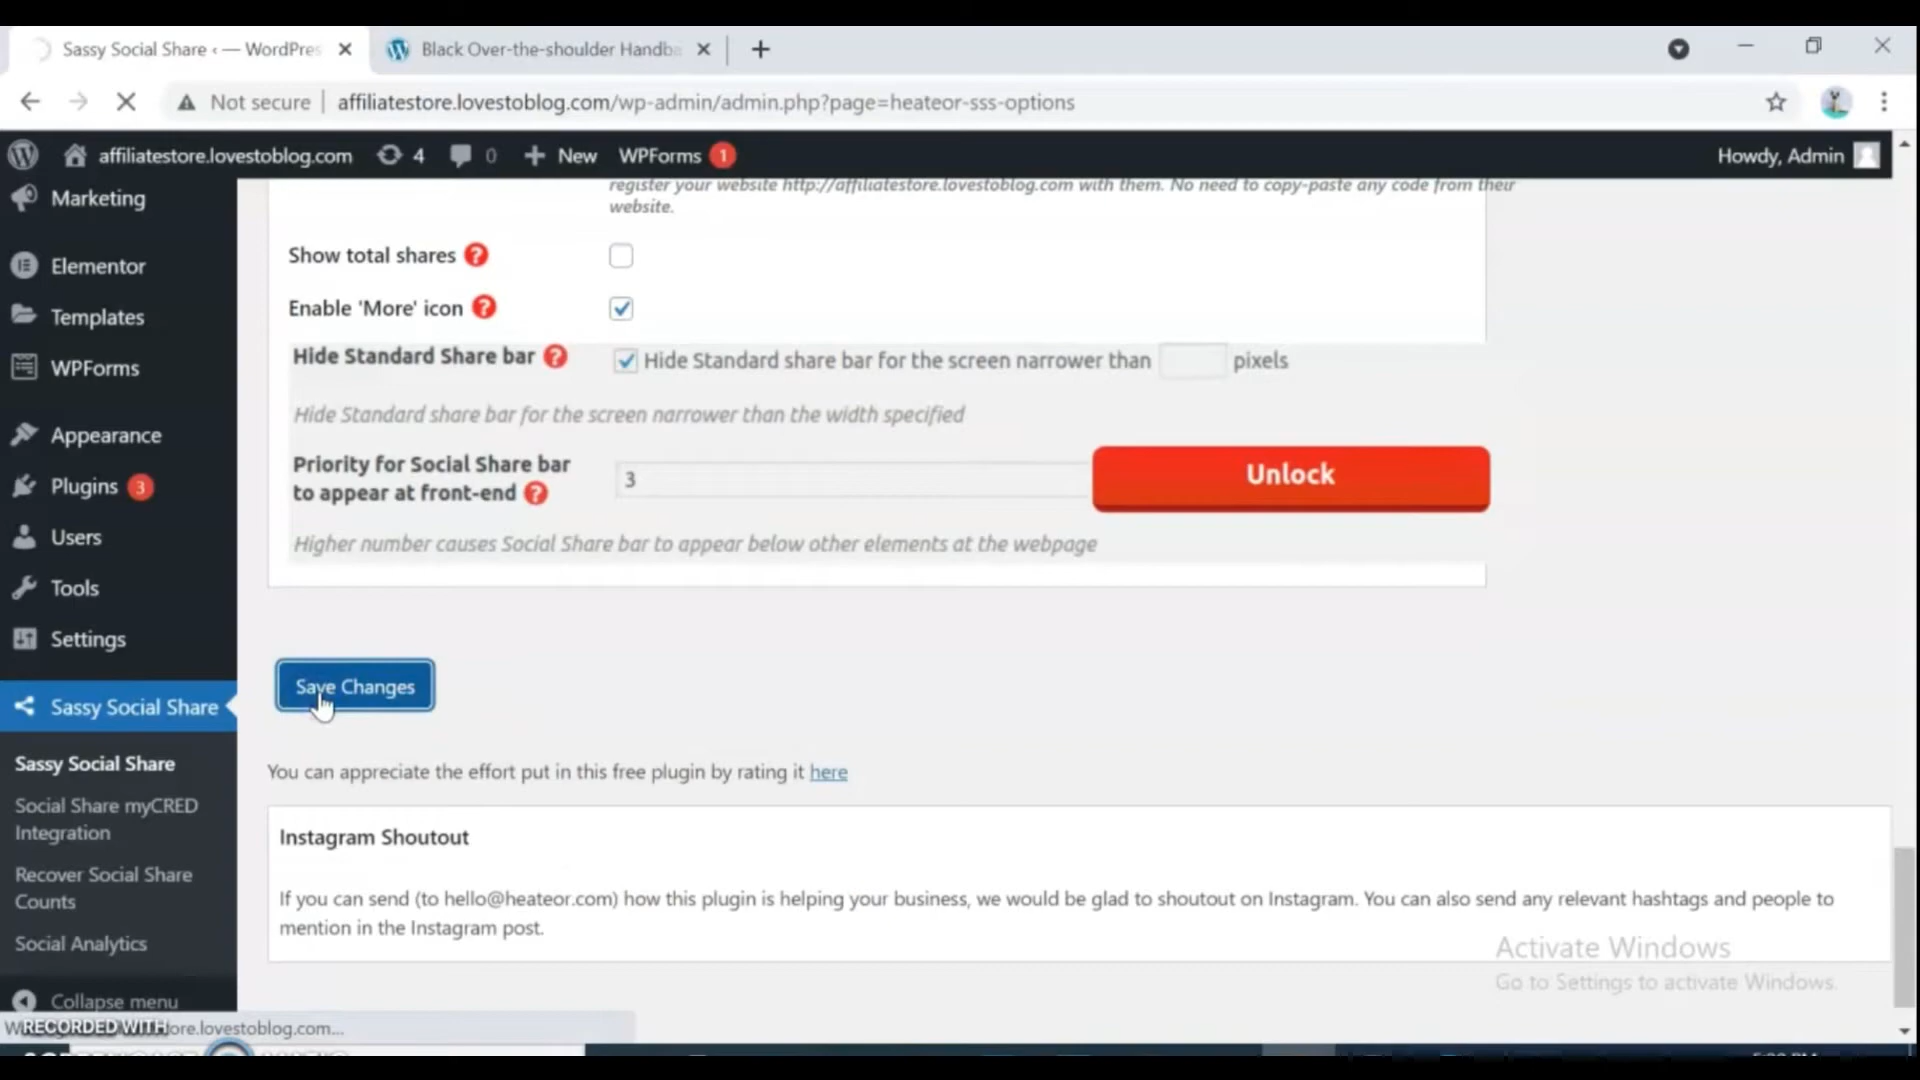 Sassy Social Share ‹ — WordPres
Black Over-the-shoulder Handba
Not secure
affiliatestore.lovestoblog.com/wp-admin/admin.php?page=heateor-sss-options
affiliatestore.lovestoblog.com
4
0
New
WPForms 1
Howdy, Admin
Marketing
Elementor
Templates
WPForms
Appearance
Plugins 3
Users
Tools
Settings
Sassy Social Share
Sassy Social Share
Social Share myCRED
Integration
Recover Social Share
Counts
Social Analytics
Collapse menu
register your website http://affiliatestore.lovestoblog.com with them. No need to copy-paste any code from their
website.
Show total shares ?
Enable 'More' icon ?
Hide Standard Share bar ?
Hide Standard share bar for the screen narrower than pixels
Hide Standard share bar for the screen narrower than the width specified
Priority for Social Share bar
to appear at front-end ?
3
Unlock
Higher number causes Social Share bar to appear below other elements at the webpage
Save Changes
You can appreciate the effort put in this free plugin by rating it here
Instagram Shoutout
If you can send (to hello@heateor.com) how this plugin is helping your business, we would be glad to shoutout on Instagram. You can also send any relevant hashtags and people to
mention in the Instagram post.
Activate Windows
Go to Settings to activate Windows.
RECORDED WITH
ore.lovestoblog.com...